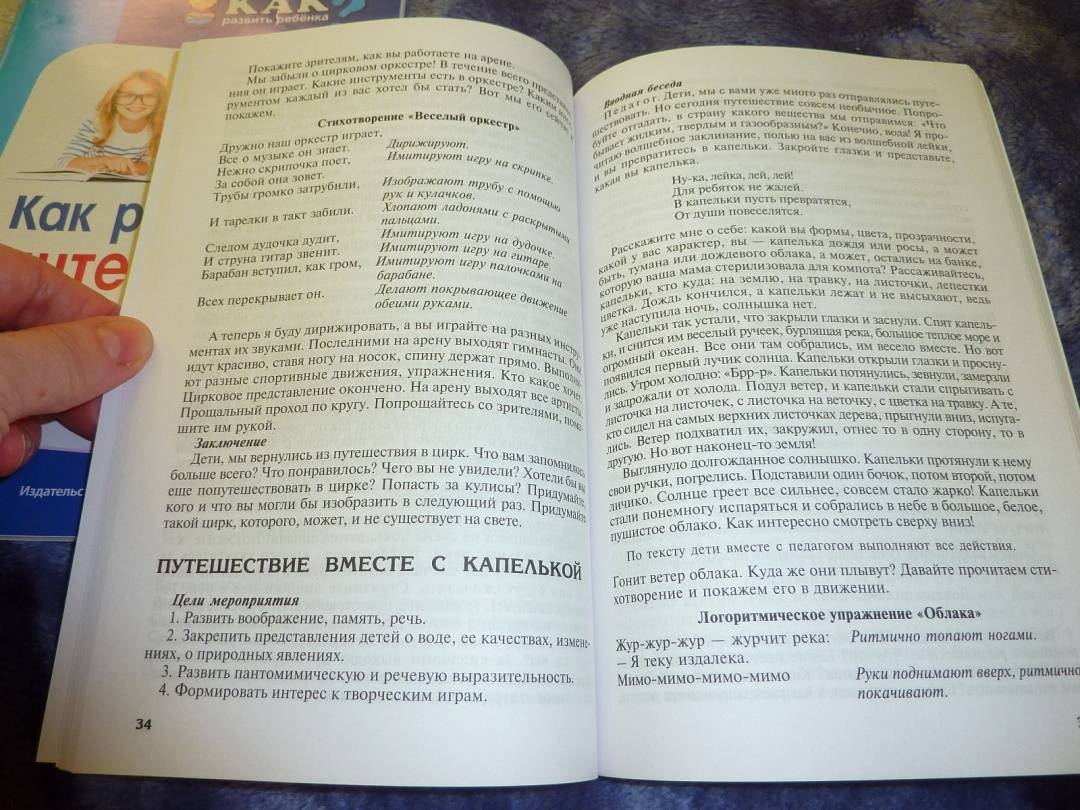 КАК
развить ребёнка
Как р
инте
Издательс
Покажите зрителям, как вы работаете на арене.
Мы забыли о цирковом оркестре! В течение всего представле-
ния он играет. Какие инструменты есть в оркестре? Каким инст-
рументом каждый из вас хотел бы стать? Вот мы его сейчас и
покажем.
Стихотворение «Веселый оркестр»
Дружно наш оркестр играет,
Все о музыке он знает. Дирижируют.
Нежно скрипочка поет, Имитируют игру на скрипке.
За собой она зовет.
Трубы громко затрубили, Изображают трубу с помощью
рук и кулачков.
И тарелки в такт забили. Хлопают ладонями с раскрытыми
пальцами.
Следом дудочка дудит, Имитируют игру на дудочке.
И струна гитар звенит. Имитируют игру на гитаре.
Барабан вступил, как гром, Имитируют игру палочками на
барабане.
Всех перекрывает он. Делают покрывающее движение
обеими руками.
А теперь я буду дирижировать, а вы играйте на разных инстру-
ментах их звуками. Последними на арену выходят гимнасты. Они
идут красиво, ставя ногу на носок, спину держат прямо. Выполня-
ют разные спортивные движения, упражнения. Кто какое хочет.
Цирковое представление окончено. На арену выходят все артисты.
Прощальный проход по кругу. Попрощайтесь со зрителями, пома-
шите им рукой.
Заключение
Дети, мы вернулись из путешествия в цирк. Что вам запомнилось
больше всего? Что понравилось? Чего вы не увидели? Хотели бы вы
еще попутешествовать в цирке? Попасть за кулисы? Придумайте,
кого и что вы могли бы изобразить в следующий раз. Придумайте
такой цирк, которого, может, и не существует на свете.
ПУТЕШЕСТВИЕ ВМЕСТЕ С КАПЕЛЬКОЙ
Цели мероприятия
1. Развить воображение, память, речь.
2. Закрепить представления детей о воде, ее качествах, измене-
ниях, о природных явлениях.
3. Развить пантомимическую и речевую выразительность.
4. Формировать интерес к творческим играм.
34
Вводная беседа
Педагог. Дети, мы с вами уже много раз отправлялись путе-
шествовать. Но сегодня путешествие совсем необычное. Попро-
буйте отгадать, в страну какого вещества мы отправимся: «Что
бывает жидким, твердым и газообразным?» Конечно, вода! Я про-
читаю волшебное заклинание, полью на вас из волшебной лейки,
и вы превратитесь в капельки. Закройте глазки и представьте,
какая вы капелька.
Ну-ка, лейка, лей, лей!
Для ребяток не жалей.
В капельки пусть превратятся,
От души повеселятся.
Расскажите мне о себе: какой вы формы, цвета, прозрачности,
какой у вас характер, вы — капелька дождя или росы, а может
быть, тумана или дождевого облака, а может, остались на банке,
которую ваша мама стерилизовала для компота? Рассаживайтесь,
капельки, кто куда: на землю, на травку, на листочки, лепестки
цветка. Дождь кончился, а капельки лежат и не высыхают, ведь
уже наступила ночь, солнышка нет.
Капельки так устали, что закрыли глазки и заснули. Спят капель-
ки, и снится им веселый ручеек, бурлящая река, большое теплое море и
огромный океан. Все они там собрались, им весело вместе. Но вот
появился первый лучик солнца. Капельки открыли глазки и просну-
лись. Утром холодно: «Брр-р». Капельки потянулись, зевнули, замерзли
и задрожали от холода. Подул ветер, и капельки стали спрыгивать с
листочка на листочек, с листочка на веточку, с цветка на травку. А те,
кто сидел на самых верхних листочках дерева, прыгнули вниз, испуга-
лись. Ветер подхватил их, закружил, отнес то в одну сторону, то в
другую. Но вот наконец-то земля!
Выглянуло долгожданное солнышко. Капельки протянули к нему
свои ручки, погрелись. Подставили один бочок, потом второй, потом
личико. Солнце греет все сильнее, совсем стало жарко! Капельки
стали понемногу испаряться и собрались в небе в большое, белое,
пушистое облако. Как интересно смотреть сверху вниз!
По тексту дети вместе с педагогом выполняют все действия.
Гонит ветер облака. Куда же они плывут? Давайте прочитаем сти-
хотворение и покажем его в движении.
Логоритмическое упражнение «Облака»
Жур-жур-жур — журчит река: Ритмично топают ногами.
– Я теку издалека.
Мимо-мимо-мимо-мимо Руки поднимают вверх, ритмично
покачивают.